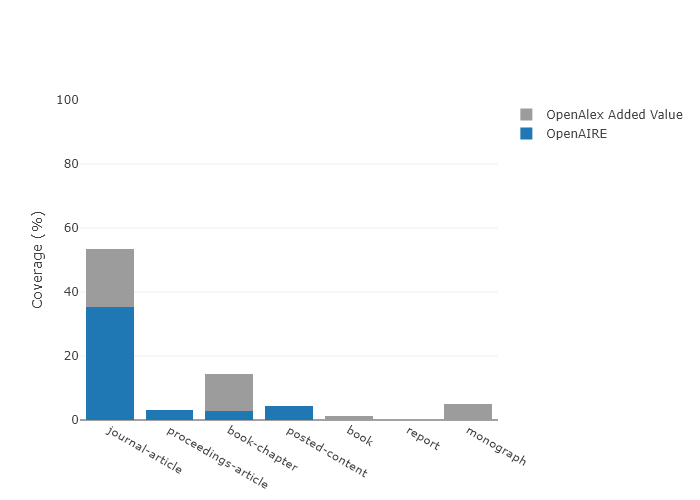 100
80
60
40
20
0
Coverage (%)
journal-article
proceedings-article
book-chapter
posted-content
book
report
monograph
OpenAlex Added Value
OpenAIRE